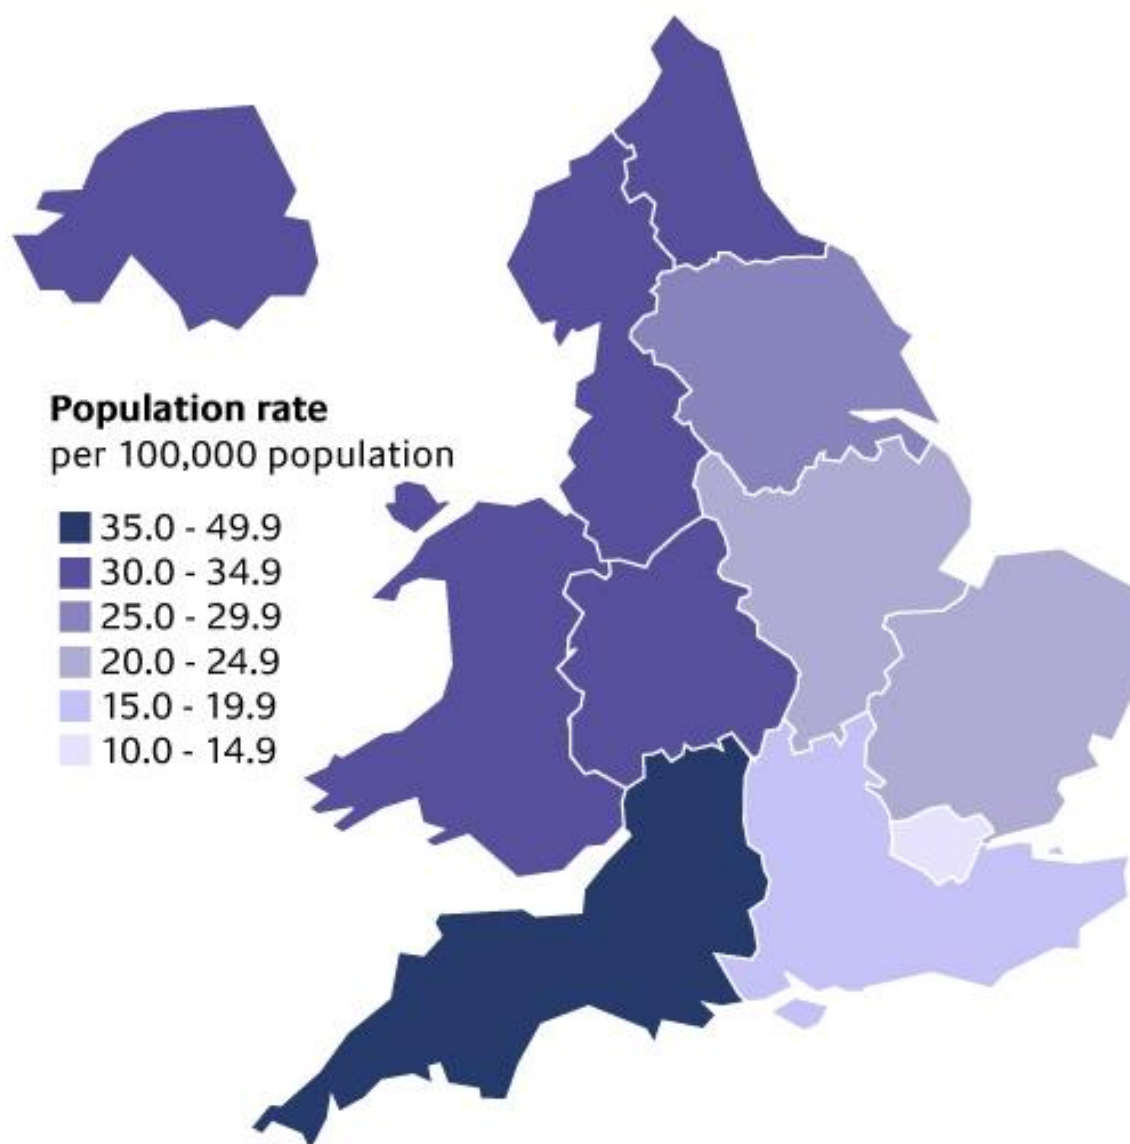 Population rate
per 100,000 population
35.0 - 49.9
30.0 - 34.9
25.0 - 29.9
20.0 - 24.9
15.0 - 19.9
10.0 - 14.9